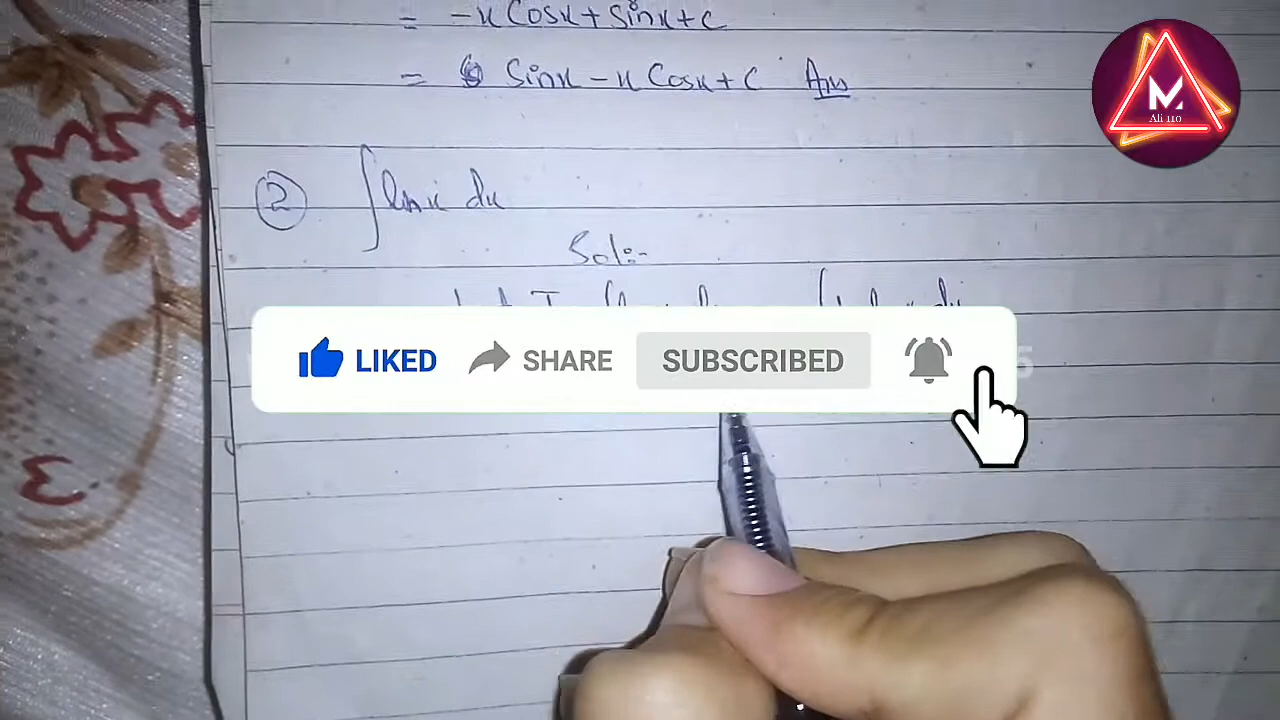 = -x Cosx + Sinx + c
= Sinx - x Cosx + c Ans
M
Ali 110
② ∫ lnx dx
Sol:-
LIKED SHARE SUBSCRIBED